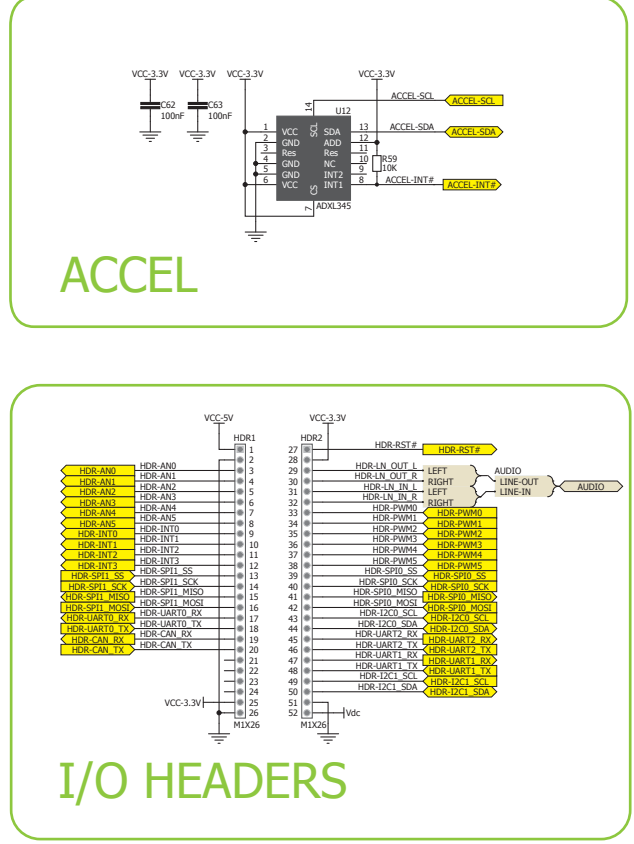 VCC-3.3V VCC-3.3V VCC-3.3V VCC-3.3V
C62 100nF
C63 100nF
U12
14 SCL ACCEL-SCL ACCEL-SCL
1 VCC SDA 13 ACCEL-SDA ACCEL-SDA
2 GND ADD 12
3 Res Res 11
4 GND NC 10 R59 10K
5 GND INT2 9
6 VCC INT1 8 ACCEL-INT# ACCEL-INT#
7 CS
ADXL345
ACCEL
VCC-5V VCC-3.3V
HDR1 HDR2
1
2
HDR-AN0 HDR-AN0 3
HDR-AN1 HDR-AN1 4
HDR-AN2 HDR-AN2 5
HDR-AN3 HDR-AN3 6
HDR-AN4 HDR-AN4 7
HDR-AN5 HDR-AN5 8
HDR-INT0 HDR-INT0 9
HDR-INT1 HDR-INT1 10
HDR-INT2 HDR-INT2 11
HDR-INT3 HDR-INT3 12
HDR-SPI1_SS HDR-SPI1_SS 13
HDR-SPI1_SCK HDR-SPI1_SCK 14
HDR-SPI1_MISO HDR-SPI1_MISO 15
HDR-SPI1_MOSI HDR-SPI1_MOSI 16
HDR-UART0_RX HDR-UART0_RX 17
HDR-UART0_TX HDR-UART0_TX 18
HDR-CAN_RX HDR-CAN_RX 19
HDR-CAN_TX HDR-CAN_TX 20
21
22
23
24
VCC-3.3V 25
26
M1X26
27 HDR-RST# HDR-RST#
28
29 HDR-LN_OUT_L LEFT AUDIO
30 HDR-LN_OUT_R RIGHT LINE-OUT AUDIO
31 HDR-LN_IN_L LEFT LINE-IN
32 HDR-LN_IN_R RIGHT
33 HDR-PWM0 HDR-PWM0
34 HDR-PWM1 HDR-PWM1
35 HDR-PWM2 HDR-PWM2
36 HDR-PWM3 HDR-PWM3
37 HDR-PWM4 HDR-PWM4
38 HDR-PWM5 HDR-PWM5
39 HDR-SPI0_SS HDR-SPI0_SS
40 HDR-SPI0_SCK HDR-SPI0_SCK
41 HDR-SPI0_MISO HDR-SPI0_MISO
42 HDR-SPI0_MOSI HDR-SPI0_MOSI
43 HDR-I2C0_SCL HDR-I2C0_SCL
44 HDR-I2C0_SDA HDR-I2C0_SDA
45 HDR-UART2_RX HDR-UART2_RX
46 HDR-UART2_TX HDR-UART2_TX
47 HDR-UART1_RX HDR-UART1_RX
48 HDR-UART1_TX HDR-UART1_TX
49 HDR-I2C1_SCL HDR-I2C1_SCL
50 HDR-I2C1_SDA HDR-I2C1_SDA
51
52 Vdc
M1X26
I/O HEADERS